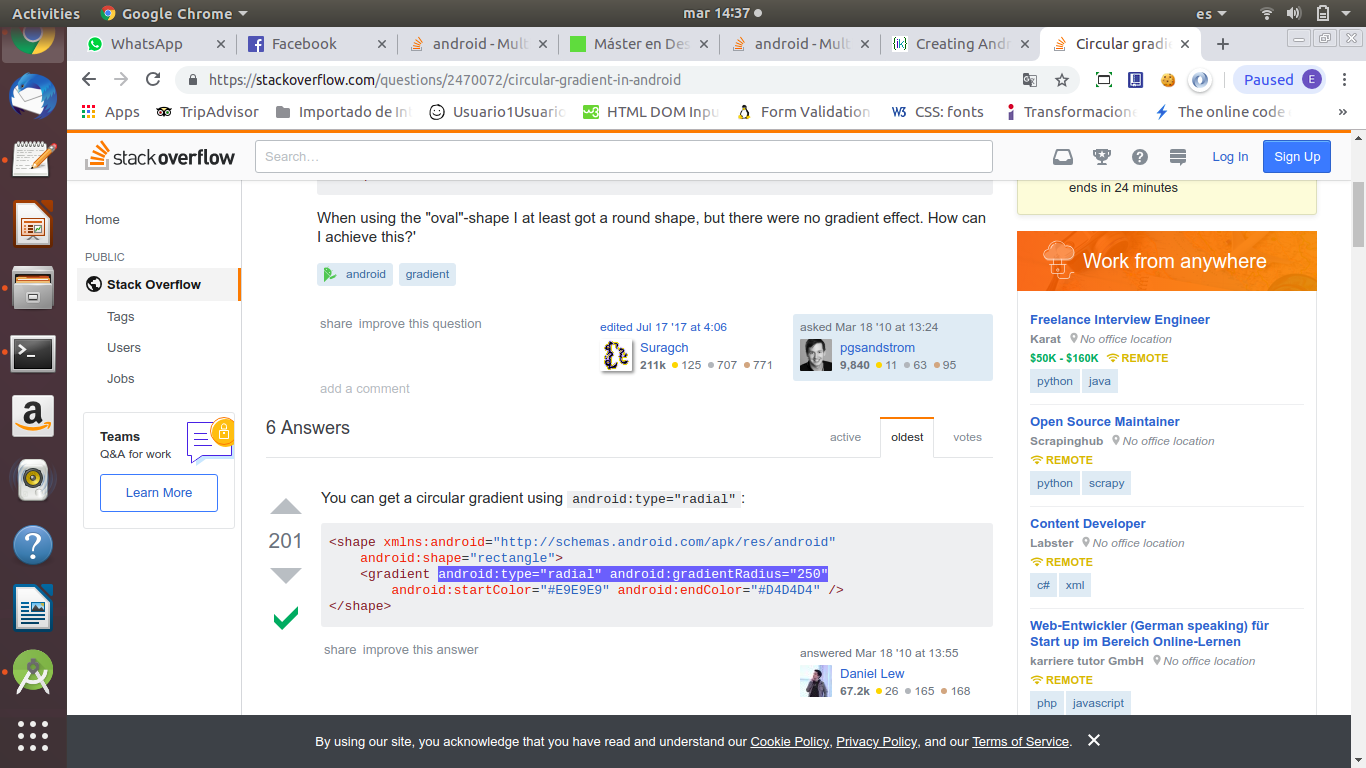 Activities
Google Chrome
mar 14:37
es
WhatsApp
Facebook
android - Mult
Máster en Des
android - Mult
{ik}
Creating Andr
Circular gradi
https://stackoverflow.com/questions/2470072/circular-gradient-in-android
Paused
E
Apps
TripAdvisor
Importado de In
Usuario1Usuario
HTML DOM Inpu
Form Validation
W3
CSS: fonts
Transformacione
The online code
»
stackoverflow
Search…
Log In
Sign Up
ends in 24 minutes
Home
PUBLIC
Stack Overflow
Tags
Users
Jobs
Teams
Q&A for work
Learn More
When using the "oval"-shape I at least got a round shape, but there were no gradient effect. How can
I achieve this?'
android
gradient
share improve this question
edited Jul 17 '17 at 4:06
Suragch
211k 125 707 771
asked Mar 18 '10 at 13:24
pgsandstrom
9,840 11 63 95
add a comment
6 Answers
active
oldest
votes
201
You can get a circular gradient using android:type="radial" :
<shape xmlns:android="http://schemas.android.com/apk/res/android"
android:shape="rectangle">
<gradient android:type="radial" android:gradientRadius="250"
android:startColor="#E9E9E9" android:endColor="#D4D4D4" />
</shape>
share improve this answer
answered Mar 18 '10 at 13:55
Daniel Lew
67.2k 26 165 168
Work from anywhere
Freelance Interview Engineer
Karat No office location
$50K - $160K REMOTE
python java
Open Source Maintainer
Scrapinghub No office location
REMOTE
python scrapy
Content Developer
Labster No office location
REMOTE
c# xml
Web-Entwickler (German speaking) für
Start up im Bereich Online-Lernen
karriere tutor GmbH No office location
REMOTE
php javascript
By using our site, you acknowledge that you have read and understand our Cookie Policy, Privacy Policy, and our Terms of Service.